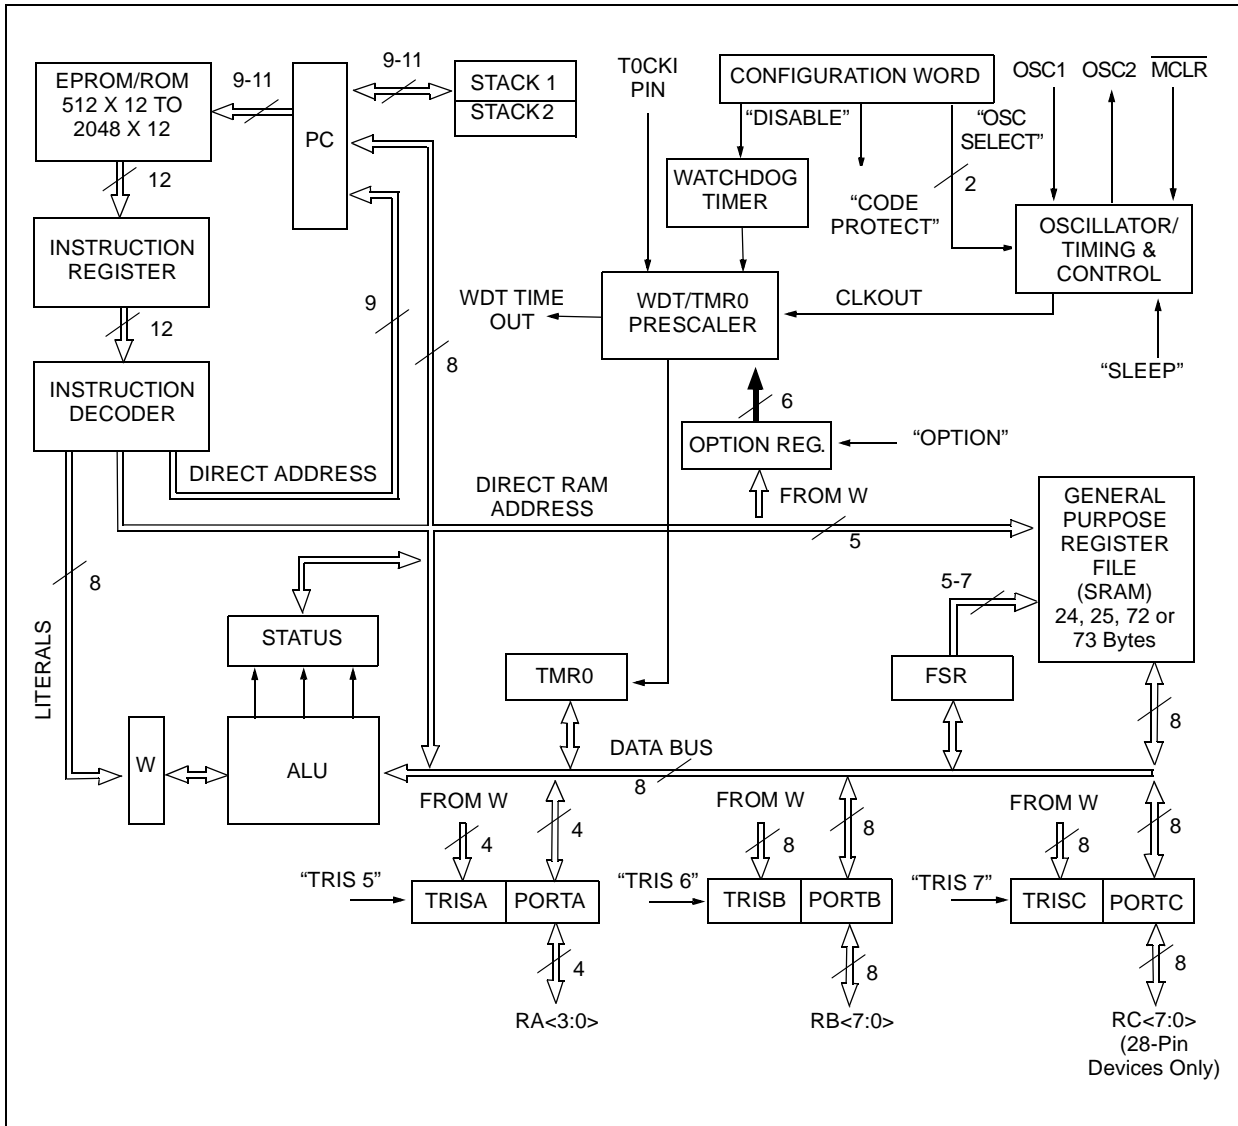 EPROM/ROM
512 X 12 TO
2048 X 12
9-11
PC
9-11
STACK 1
STACK 2
T0CKI
PIN
CONFIGURATION WORD
OSC1
OSC2
MCLR
“DISABLE”
“OSC
SELECT”
12
WATCHDOG
TIMER
2
“CODE
PROTECT”
OSCILLATOR/
TIMING &
CONTROL
INSTRUCTION
REGISTER
9
WDT TIME
OUT
WDT/TMR0
PRESCALER
CLKOUT
12
8
“SLEEP”
INSTRUCTION
DECODER
6
OPTION REG.
“OPTION”
DIRECT ADDRESS
DIRECT RAM
ADDRESS
FROM W
5
GENERAL
PURPOSE
REGISTER
FILE
(SRAM)
24, 25, 72 or
73 Bytes
8
5-7
LITERALS
STATUS
TMR0
FSR
8
W
ALU
DATA BUS
8
FROM W
4
4
FROM W
8
8
FROM W
8
8
“TRIS 5”
TRISA
PORTA
“TRIS 6”
TRISB
PORTB
“TRIS 7”
TRISC
PORTC
4
8
8
RA<3:0>
RB<7:0>
RC<7:0>
(28-Pin
Devices Only)